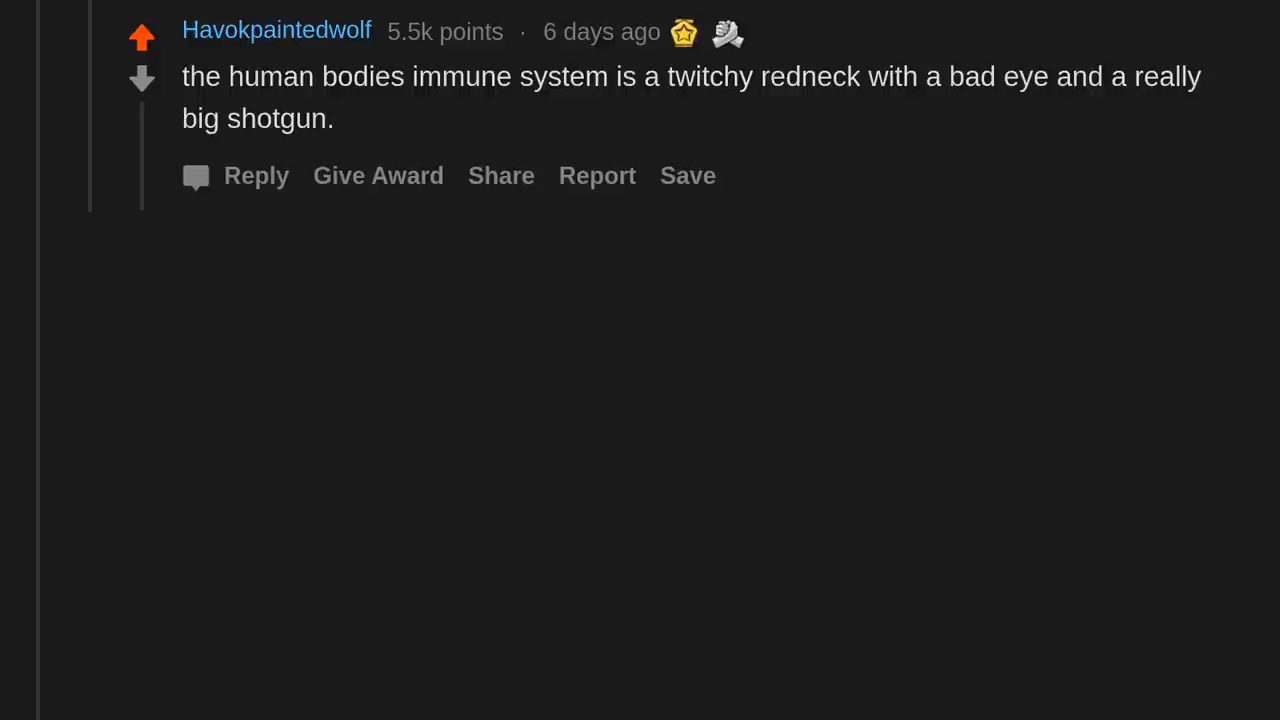 Havokpaintedwolf 5.5k points · 6 days ago
the human bodies immune system is a twitchy redneck with a bad eye and a really
big shotgun.
Reply Give Award Share Report Save